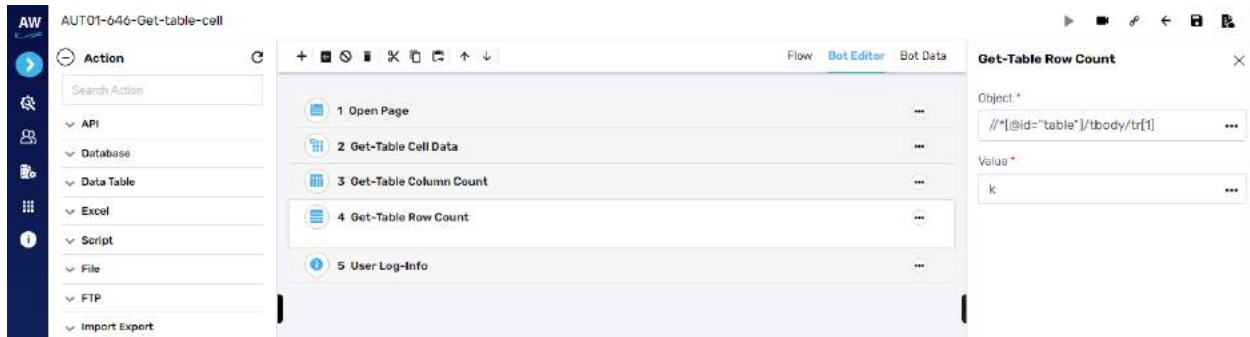 AW
AUT01-646-Get-table-cell
Action
Search Action
API
Database
Data Table
Excel
Script
File
FTP
Import Export
Flow Bot Editor Bot Data
1 Open Page
2 Get-Table Cell Data
3 Get-Table Column Count
4 Get-Table Row Count
5 User Log-Info
Get-Table Row Count
Object *
//*[@id="table"]/tbody/tr[1]
Value *
k